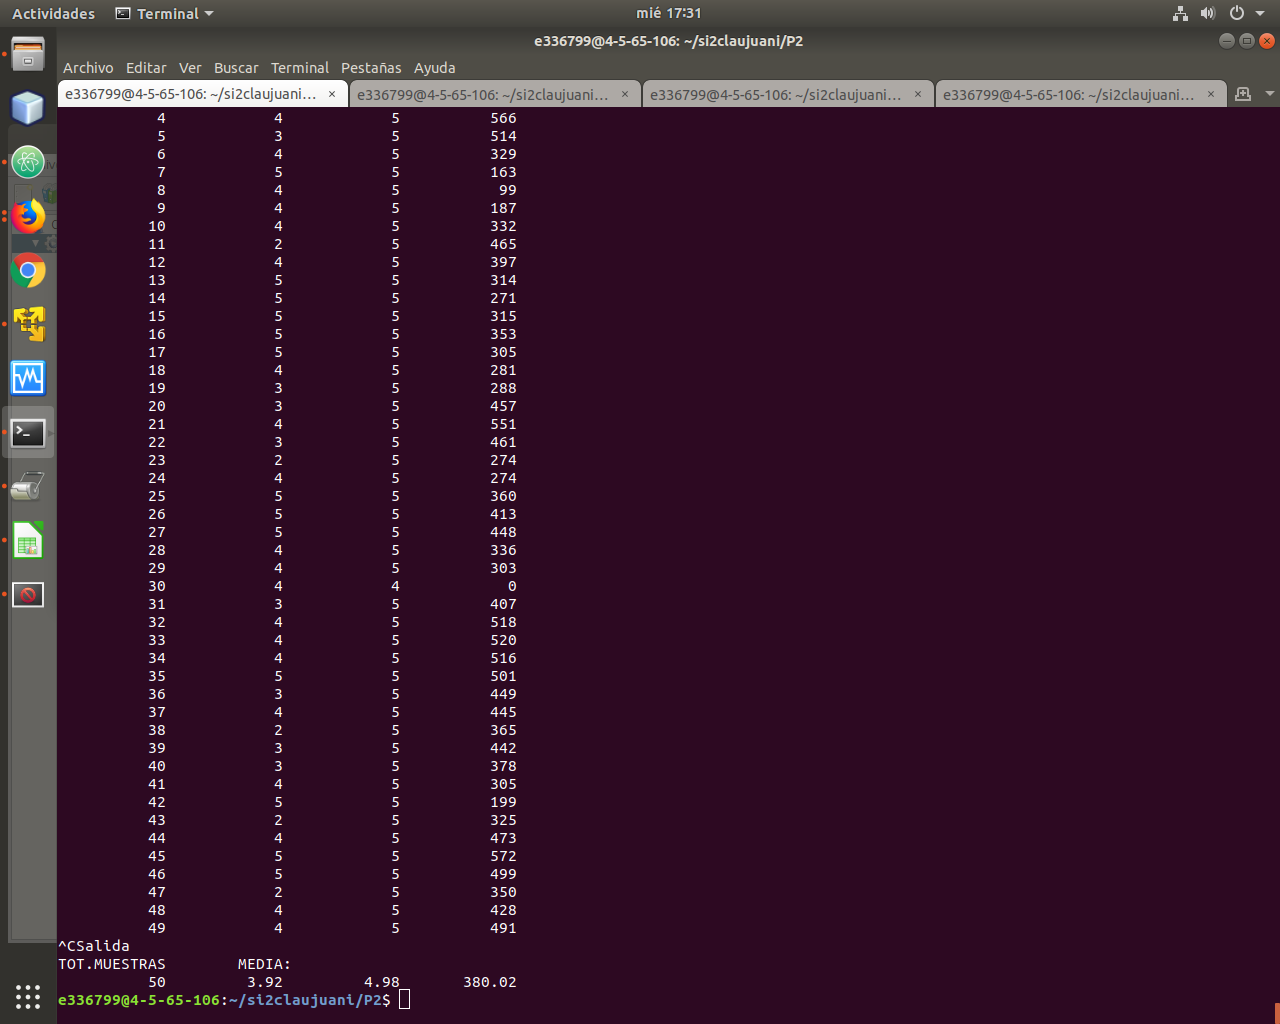 Actividades Terminal mié 17:31
e336799@4-5-65-106: ~/si2claujuani/P2
Archivo Editar Ver Buscar Terminal Pestañas Ayuda
e336799@4-5-65-106: ~/si2claujuani… × e336799@4-5-65-106: ~/si2claujuani… × e336799@4-5-65-106: ~/si2claujuani… × e336799@4-5-65-106: ~/si2claujuani… ×
4 4 5 566
5 3 5 514
6 4 5 329
7 5 5 163
8 4 5 99
9 4 5 187
10 4 5 332
11 2 5 465
12 4 5 397
13 5 5 314
14 5 5 271
15 5 5 315
16 5 5 353
17 5 5 305
18 4 5 281
19 3 5 288
20 3 5 457
21 4 5 551
22 3 5 461
23 2 5 274
24 4 5 274
25 5 5 360
26 5 5 413
27 5 5 448
28 4 5 336
29 4 5 303
30 4 4 0
31 3 5 407
32 4 5 518
33 4 5 520
34 4 5 516
35 5 5 501
36 3 5 449
37 4 5 445
38 2 5 365
39 3 5 442
40 3 5 378
41 4 5 305
42 5 5 199
43 2 5 325
44 4 5 473
45 5 5 572
46 5 5 499
47 2 5 350
48 4 5 428
49 4 5 491
^CSalida
TOT.MUESTRAS MEDIA:
50 3.92 4.98 380.02
e336799@4-5-65-106:~/si2claujuani/P2$